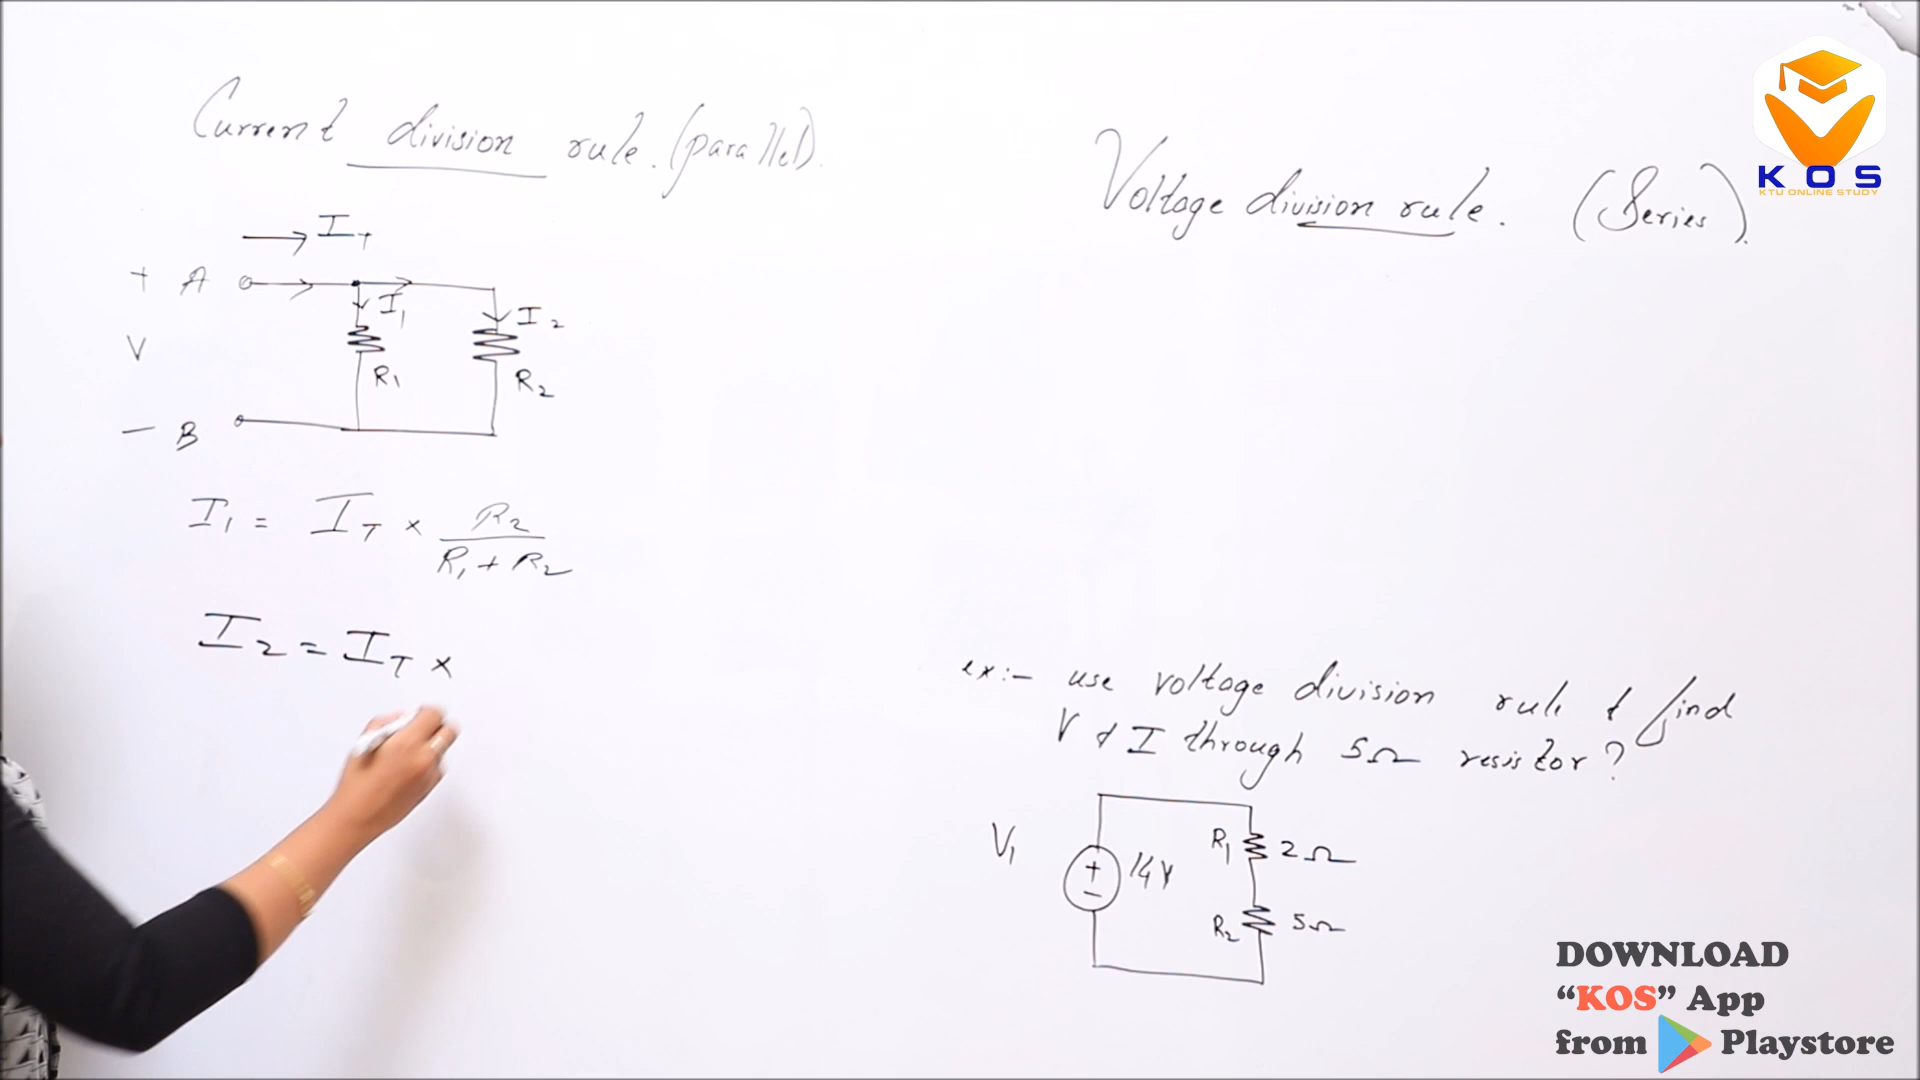 Current division rule. (parallel).
I_T
+ A
I_1
I_2
V
R_1
R_2
- B
I_1 = I_T × R_2 / R_1 + R_2
I_2 = I_T ×
Voltage division rule. (Series).
ex:- use voltage division rule & find
V & I through 5Ω resistor?
V_1
+
-
14V
R_1 2Ω
R_2 5Ω
KOS
KTU ONLINE STUDY
DOWNLOAD
“KOS” App
from Playstore